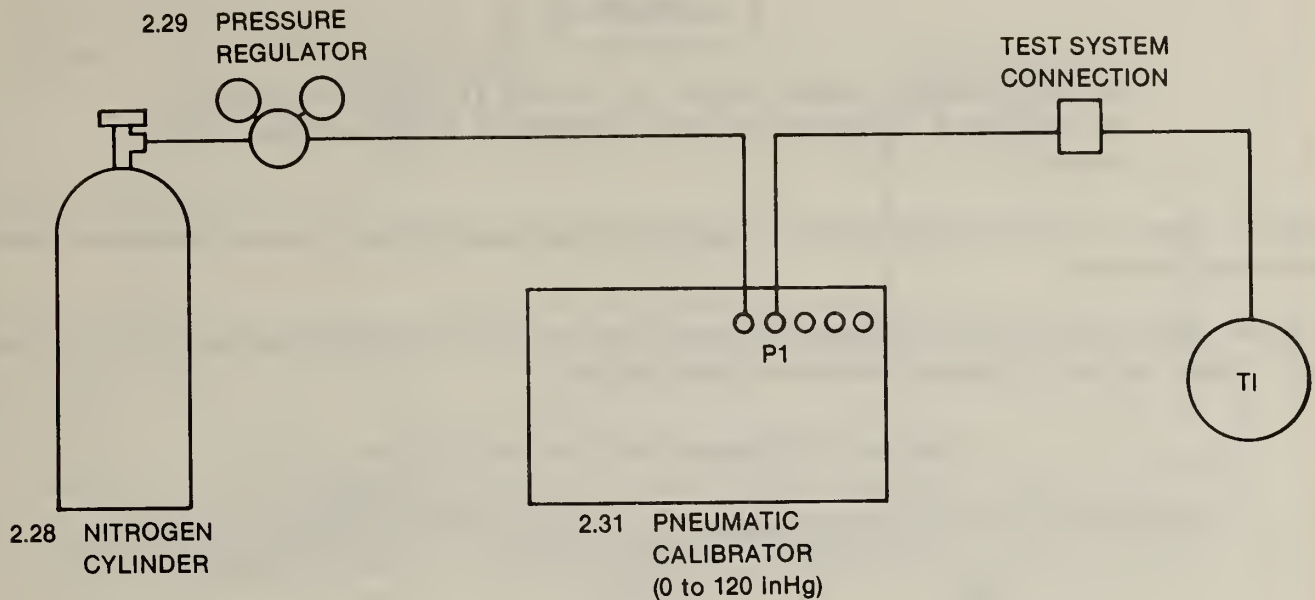 2.29 PRESSURE
REGULATOR
TEST SYSTEM
CONNECTION
P1
TI
2.28 NITROGEN
CYLINDER
2.31 PNEUMATIC
CALIBRATOR
(0 to 120 inHg)